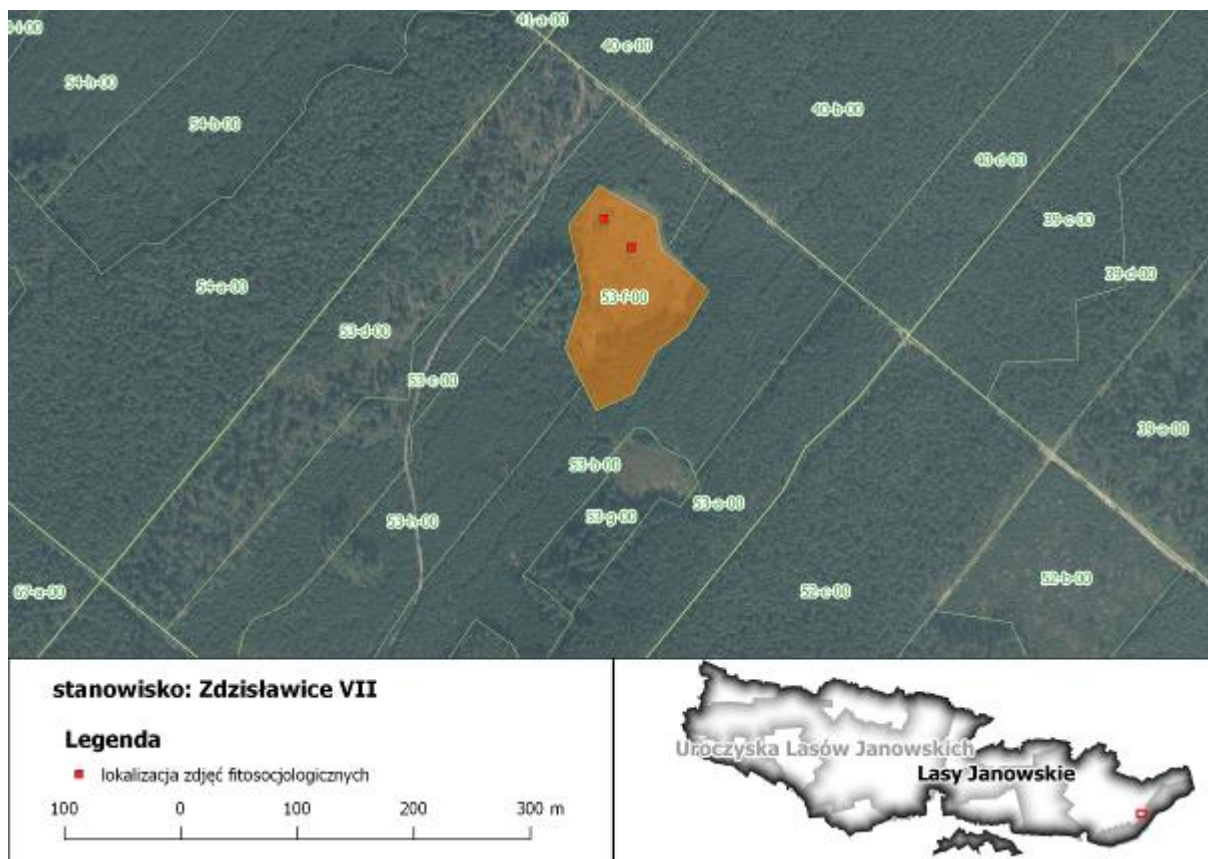 41-a-00
40-c-00
54-h-00
54-b-00
40-b-00
40-d-00
39-c-00
39-d-00
54-a-00
53-f-00
53-d-00
53-c-00
39-a-00
53-b-00
53-a-00
53-h-00
53-g-00
52-b-00
67-a-00
52-c-00
stanowisko: Zdzisławice VII
Legenda
lokalizacja zdjęć fitosocjologicznych
100 0 100 200 300 m
Uroczyska Lasów Janowskich
Lasy Janowskie